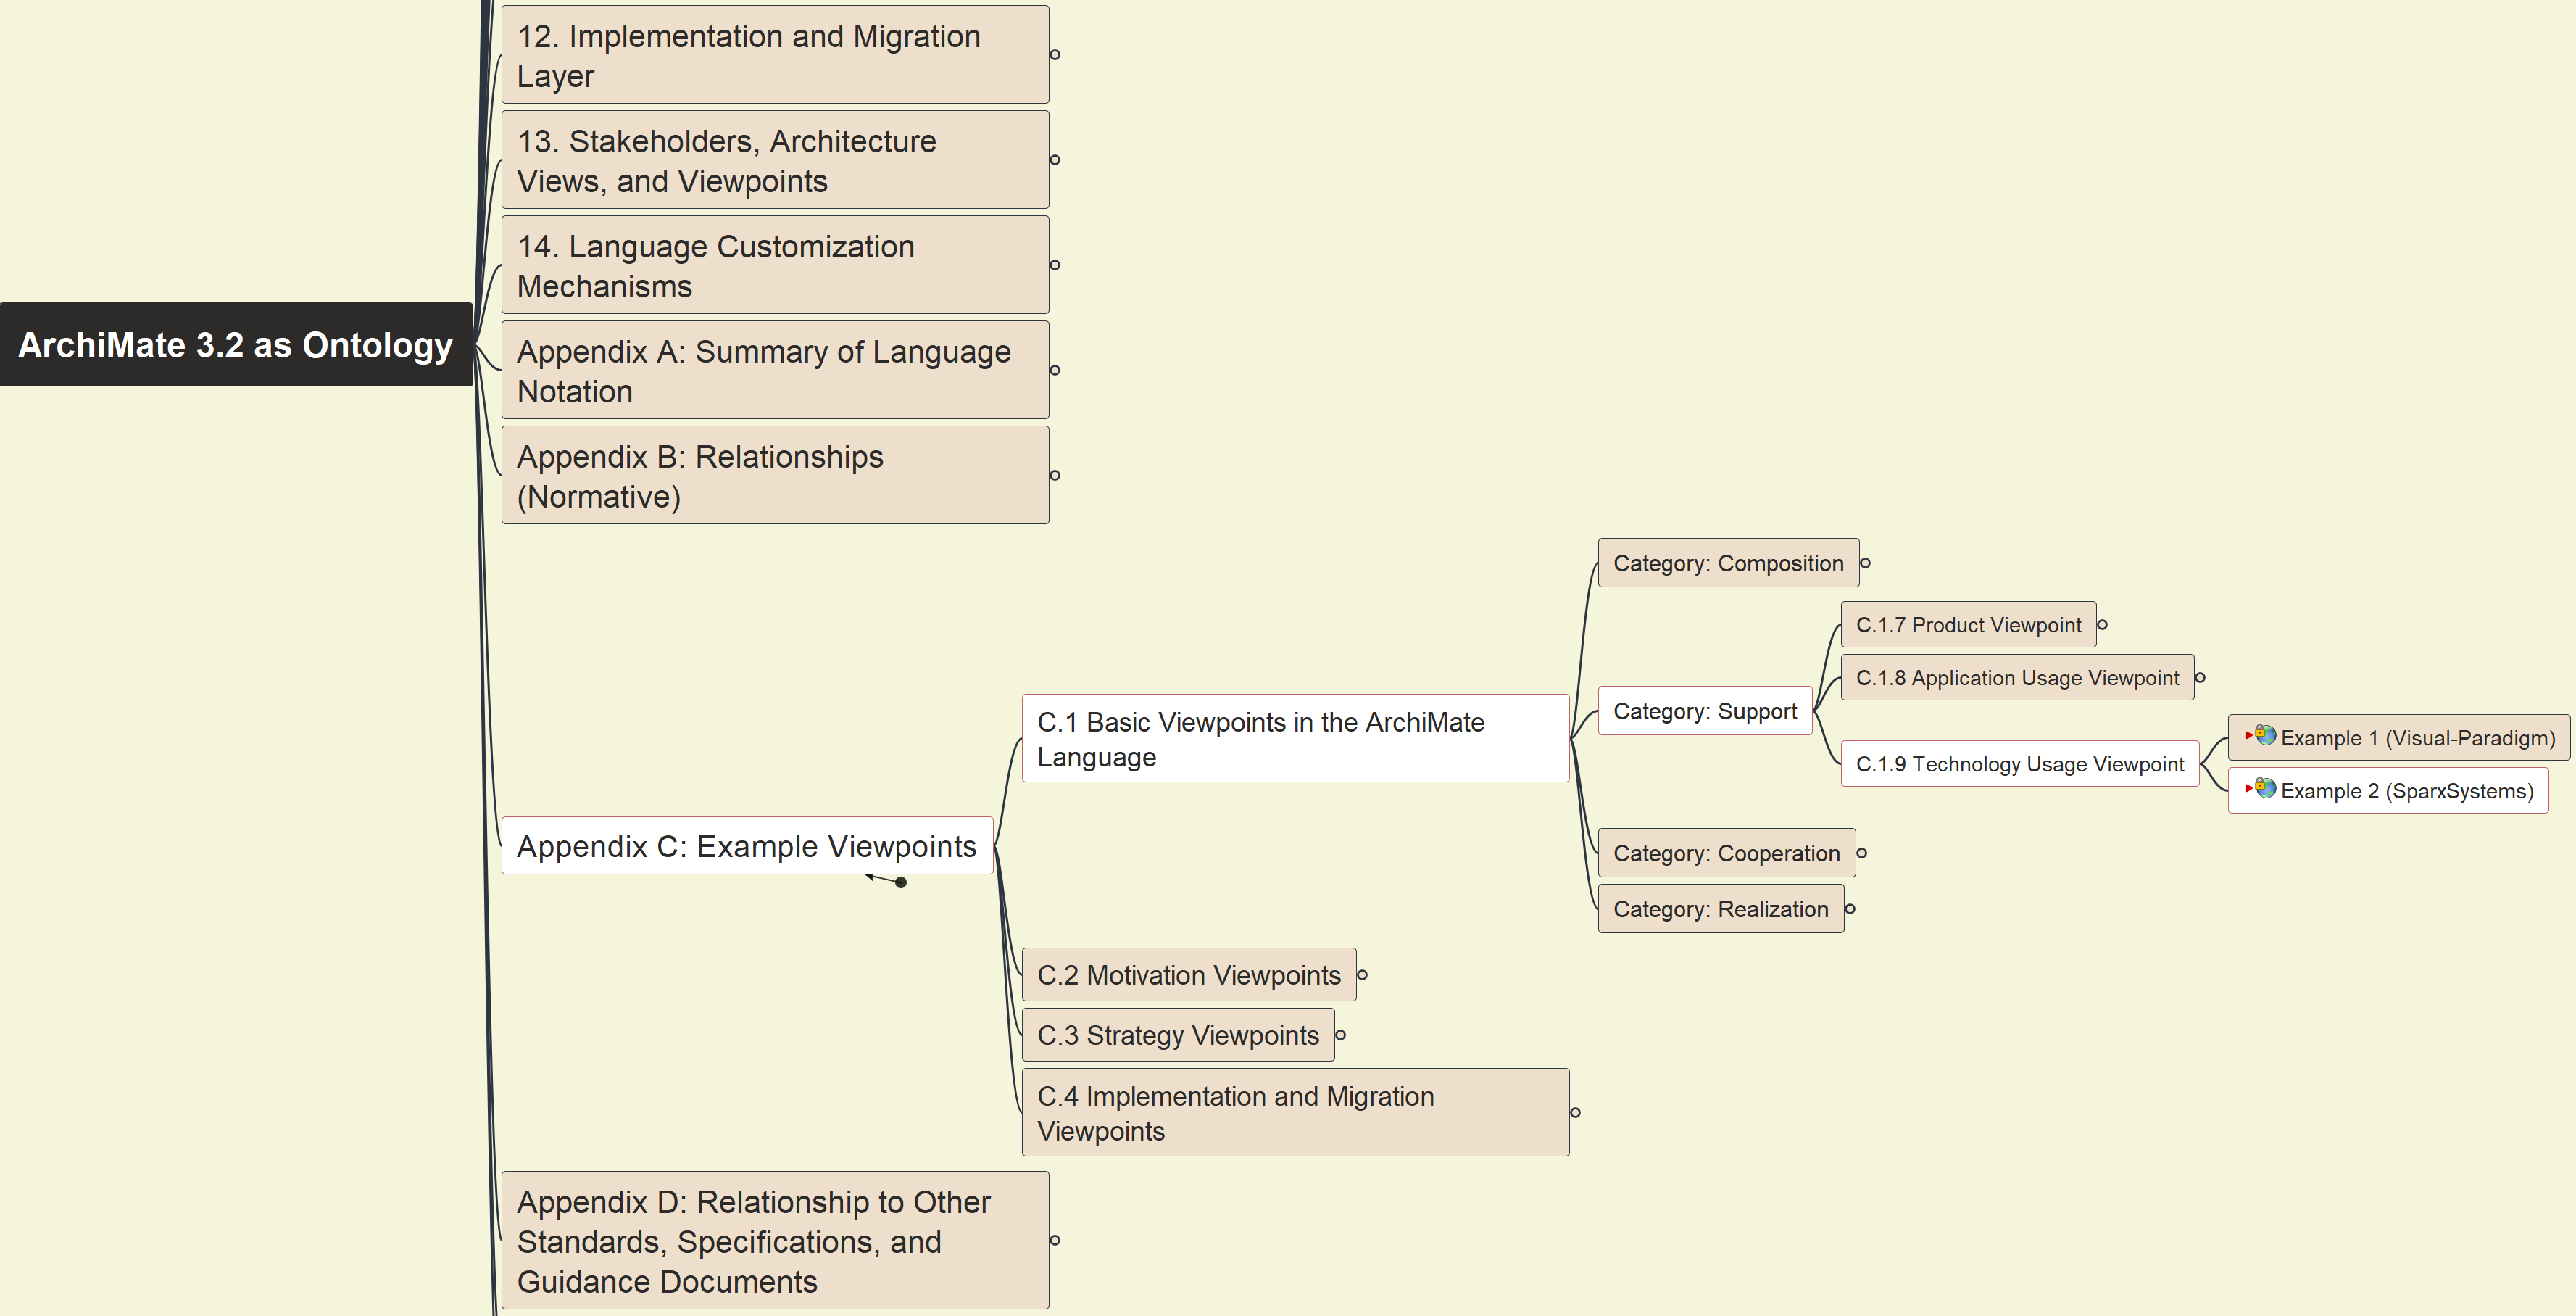 12. Implementation and Migration
Layer
13. Stakeholders, Architecture
Views, and Viewpoints
14. Language Customization
Mechanisms
ArchiMate 3.2 as Ontology
Appendix A: Summary of Language
Notation
Appendix B: Relationships
(Normative)
Category: Composition
C.1.7 Product Viewpoint
C.1.8 Application Usage Viewpoint
C.1 Basic Viewpoints in the ArchiMate
Language
Category: Support
Example 1 (Visual-Paradigm)
C.1.9 Technology Usage Viewpoint
Example 2 (SparxSystems)
Appendix C: Example Viewpoints
Category: Cooperation
Category: Realization
C.2 Motivation Viewpoints
C.3 Strategy Viewpoints
C.4 Implementation and Migration
Viewpoints
Appendix D: Relationship to Other
Standards, Specifications, and
Guidance Documents